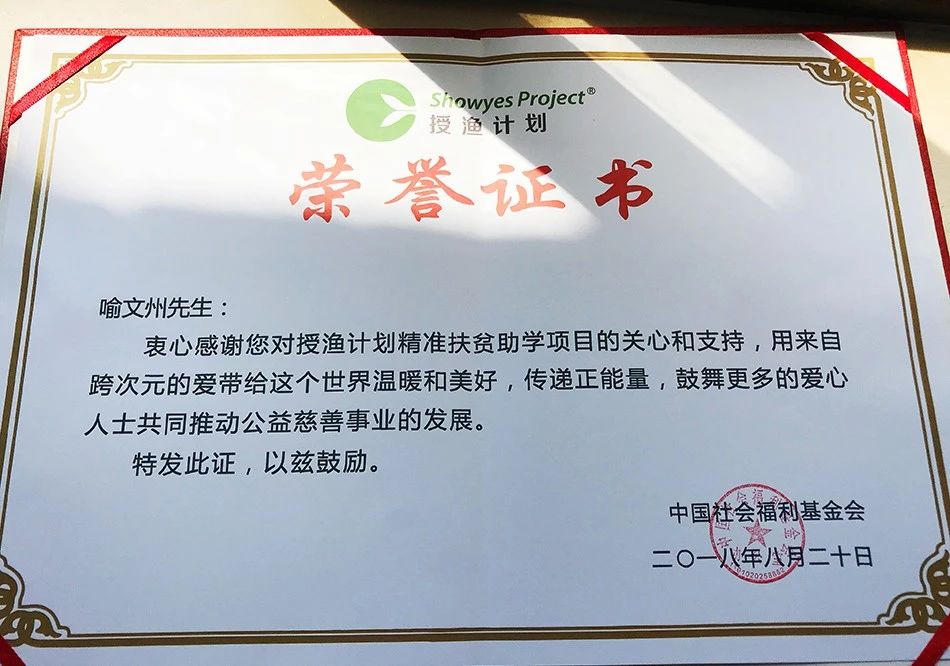 Showyes Project®
授渔计划
荣誉证书
喻文州先生：
衷心感谢您对授渔计划精准扶贫助学项目的关心和支持，用来自
跨次元的爱带给这个世界温暖和美好，传递正能量，鼓舞更多的爱心
人士共同推动公益慈善事业的发展。
特发此证，以兹鼓励。
中国社会福利基金会
二〇一八年八月二十日